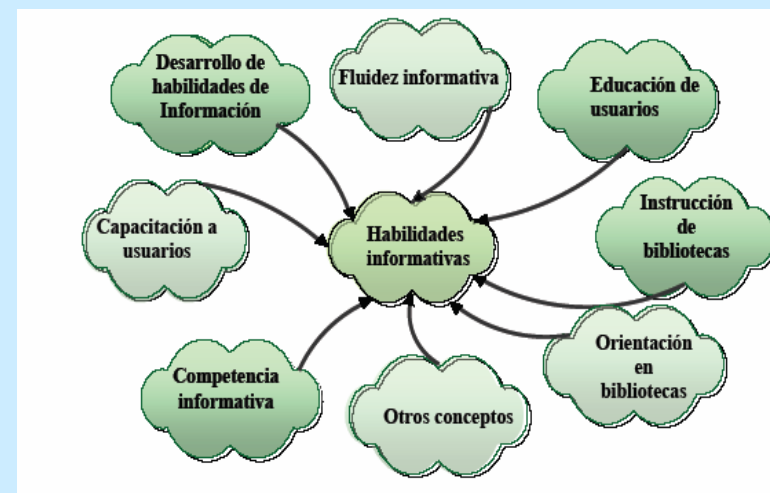 Desarrollo de
habilidades de
Información
Fluidez informativa
Educación de
usuarios
Capacitación a
usuarios
Habilidades
informativas
Instrucción
de
bibliotecas
Competencia
informativa
Otros conceptos
Orientación
en
bibliotecas